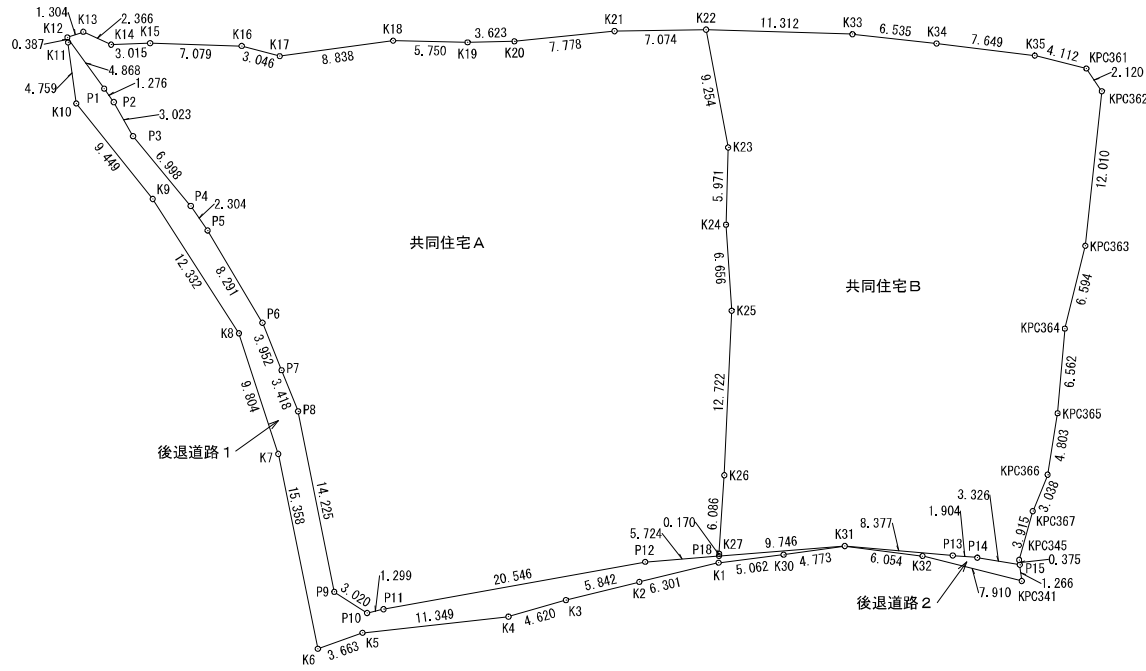 K12
1.304
K13
2.366
K14
K15
0.387
K11
3.015
7.079
K16
3.046
K17
8.838
K18
5.750
3.623
K19
K20
7.778
K21
7.074
K22
11.312
K33
6.535
K34
7.649
K35
4.112
KPC361
2.120
KPC362
4.868
4.759
1.276
P1
P2
K10
3.023
P3
9.449
6.998
K9
P4
2.304
P5
9.254
K23
5.971
K24
12.010
KPC363
共同住宅A
共同住宅B
6.656
6.594
12.332
8.291
K25
KPC364
P6
K8
3.952
P7
3.418
P8
6.562
12.722
KPC365
9.804
後退道路1
K7
4.803
KPC366
K26
3.326
3.038
14.225
15.358
6.086
8.377
1.904
KPC367
0.170
K31
3.915
5.724
K27
9.746
P13
P14
KPC345
P12
P18
0.375
P15
20.546
K1
5.062
K30
4.773
6.054
K32
1.266
P9
3.020
1.299
P11
5.842
K2
6.301
7.910
KPC341
P10
後退道路2
11.349
4.620
K3
K4
K6
3.663
K5